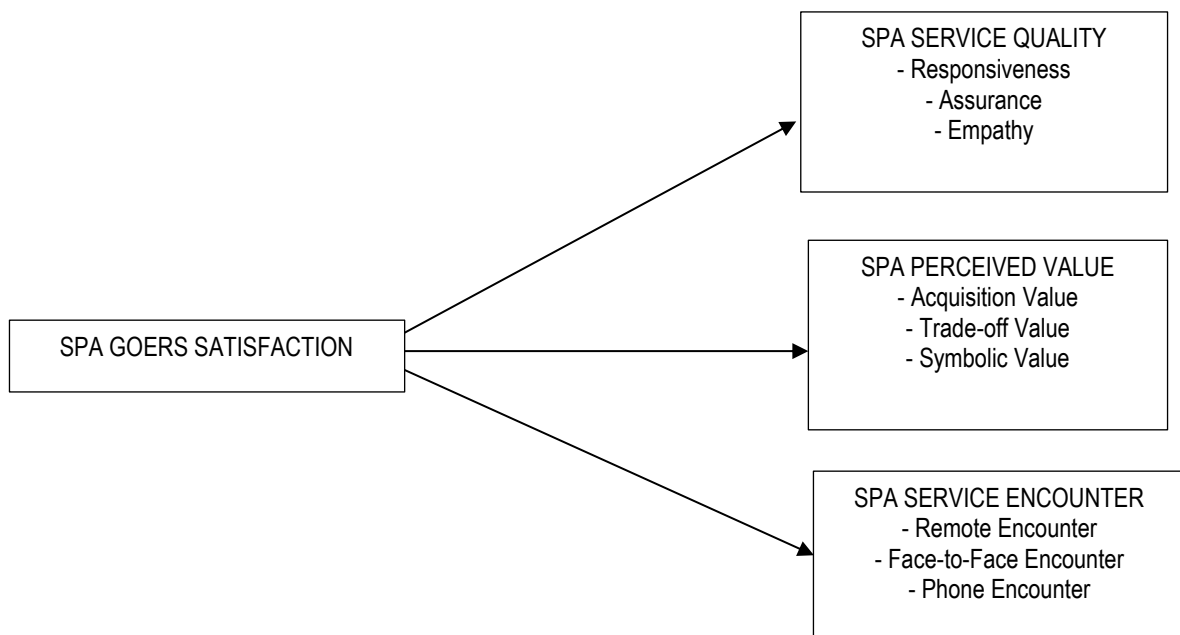 SPA SERVICE QUALITY
- Responsiveness
- Assurance
- Empathy
SPA GOERS SATISFACTION
SPA PERCEIVED VALUE
- Acquisition Value
- Trade-off Value
- Symbolic Value
SPA SERVICE ENCOUNTER
- Remote Encounter
- Face-to-Face Encounter
- Phone Encounter